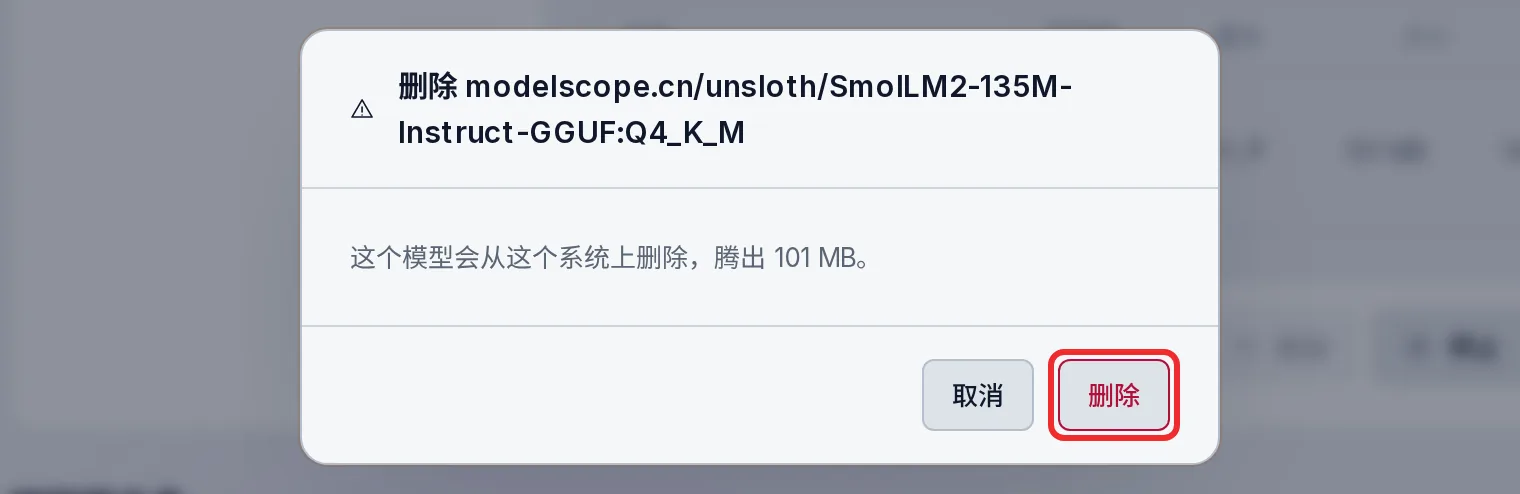 删除 modelscope.cn/unsloth/SmolLM2-135M-
Instruct-GGUF:Q4_K_M
这个模型会从这个系统上删除，腾出 101 MB。
取消
删除